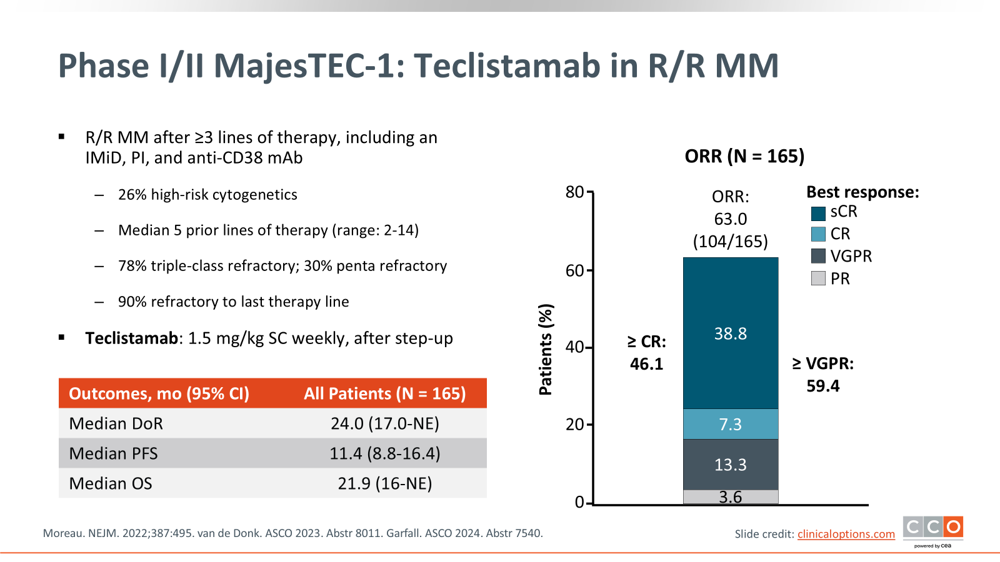 Phase I/II MajesTEC-1: Teclistamab in R/R MM
▪ R/R MM after ≥3 lines of therapy, including an
IMiD, PI, and anti-CD38 mAb
– 26% high-risk cytogenetics
– Median 5 prior lines of therapy (range: 2-14)
– 78% triple-class refractory; 30% penta refractory
– 90% refractory to last therapy line
▪ Teclistamab: 1.5 mg/kg SC weekly, after step-up
Outcomes, mo (95% CI) All Patients (N = 165)
Median DoR 24.0 (17.0-NE)
Median PFS 11.4 (8.8-16.4)
Median OS 21.9 (16-NE)
ORR (N = 165)
Patients (%)
80
60
40
20
0
ORR:
63.0
(104/165)
38.8
7.3
13.3
3.6
≥ CR:
46.1
≥ VGPR:
59.4
Best response:
sCR
CR
VGPR
PR
Moreau. NEJM. 2022;387:495. van de Donk. ASCO 2023. Abstr 8011. Garfall. ASCO 2024. Abstr 7540.
Slide credit: clinicaloptions.com
CCO
powered by cea